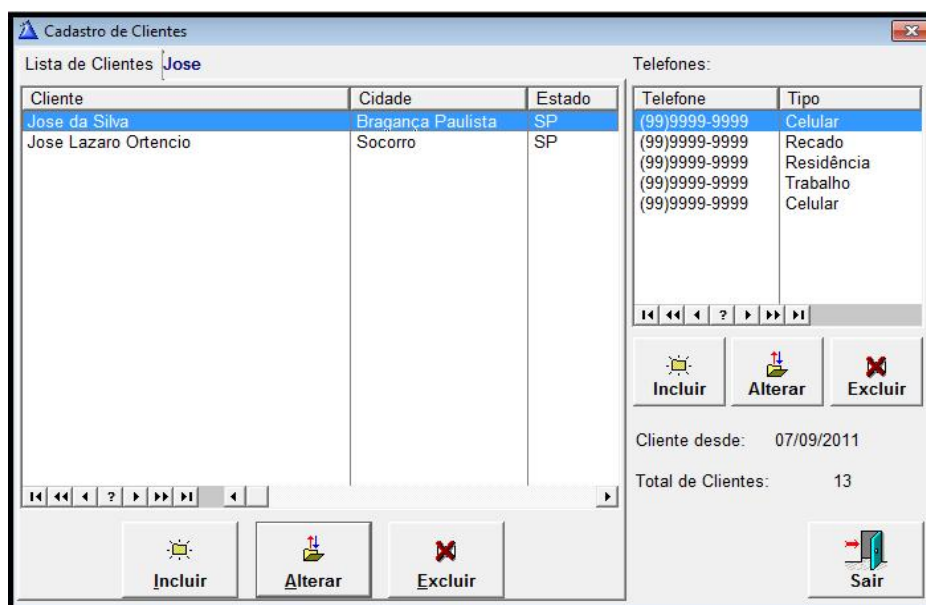 Cadastro de Clientes
Lista de Clientes Jose
Cliente Cidade Estado
Jose da Silva Bragança Paulista SP
Jose Lazaro Ortencio Socorro SP
Incluir Alterar Excluir
Telefones:
Telefone Tipo
(99)9999-9999 Celular
(99)9999-9999 Recado
(99)9999-9999 Residência
(99)9999-9999 Trabalho
(99)9999-9999 Celular
?
Incluir Alterar Excluir
Cliente desde: 07/09/2011
Total de Clientes: 13
?
Sair